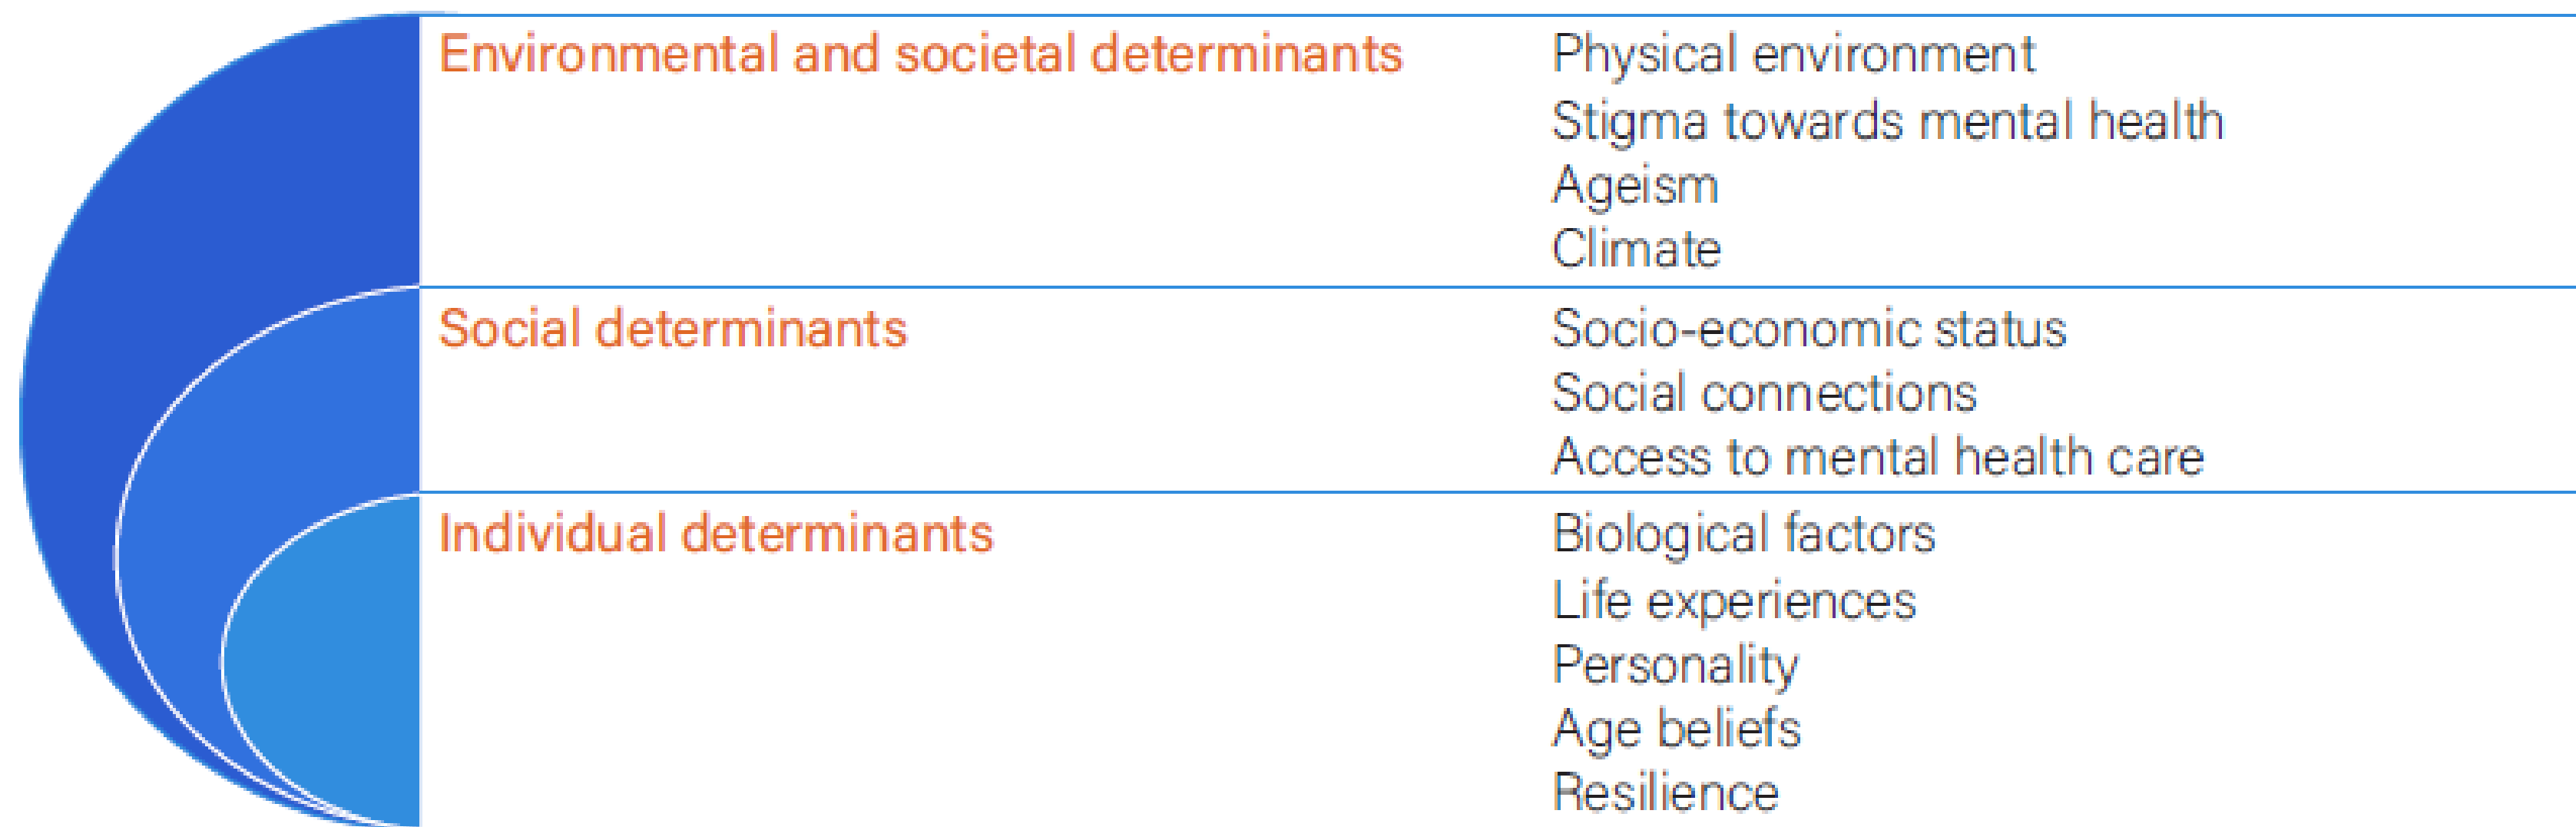 Environmental and societal determinants
Physical environment
Stigma towards mental health
Ageism
Climate
Social determinants
Socio-economic status
Social connections
Access to mental health care
Individual determinants
Biological factors
Life experiences
Personality
Age beliefs
Resilience